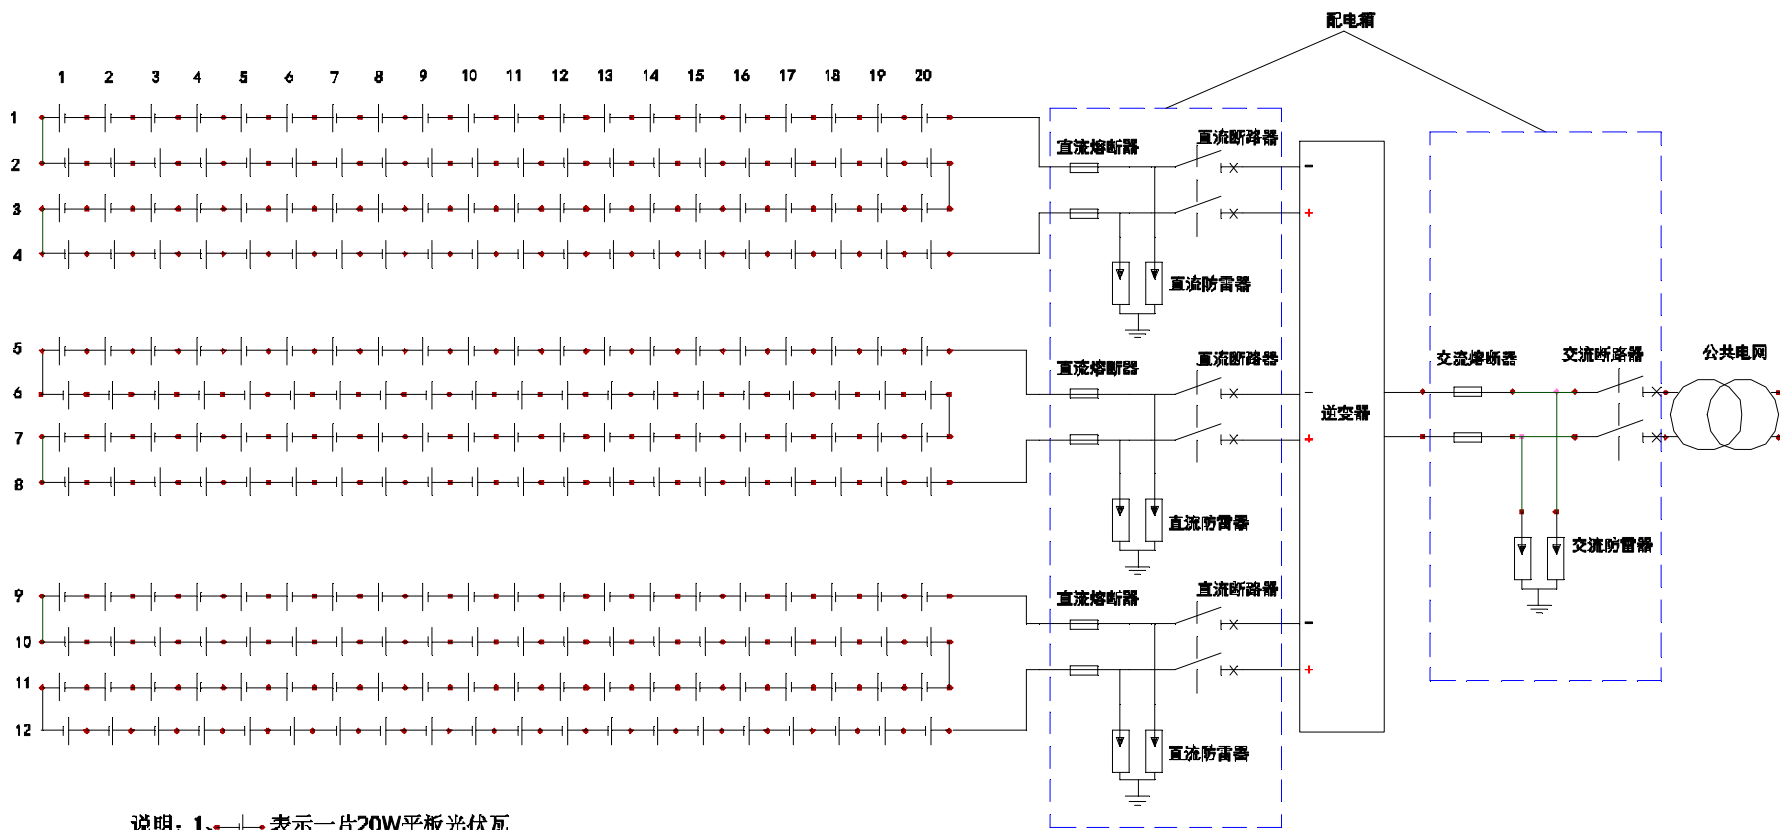 配电箱
1 2 3 4 5 6 7 8 9 10 11 12 13 14 15 16 17 18 19 20
1
2
3
4
直流熔断器
直流断路器
-
+
直流防雷器
5
6
7
8
直流熔断器
直流断路器
-
+
直流防雷器
逆变器
交流熔断器
交流断路器
公共电网
交流防雷器
9
10
11
12
直流熔断器
直流断路器
-
+
直流防雷器
说明：1、 表示一片20W平板光伏瓦